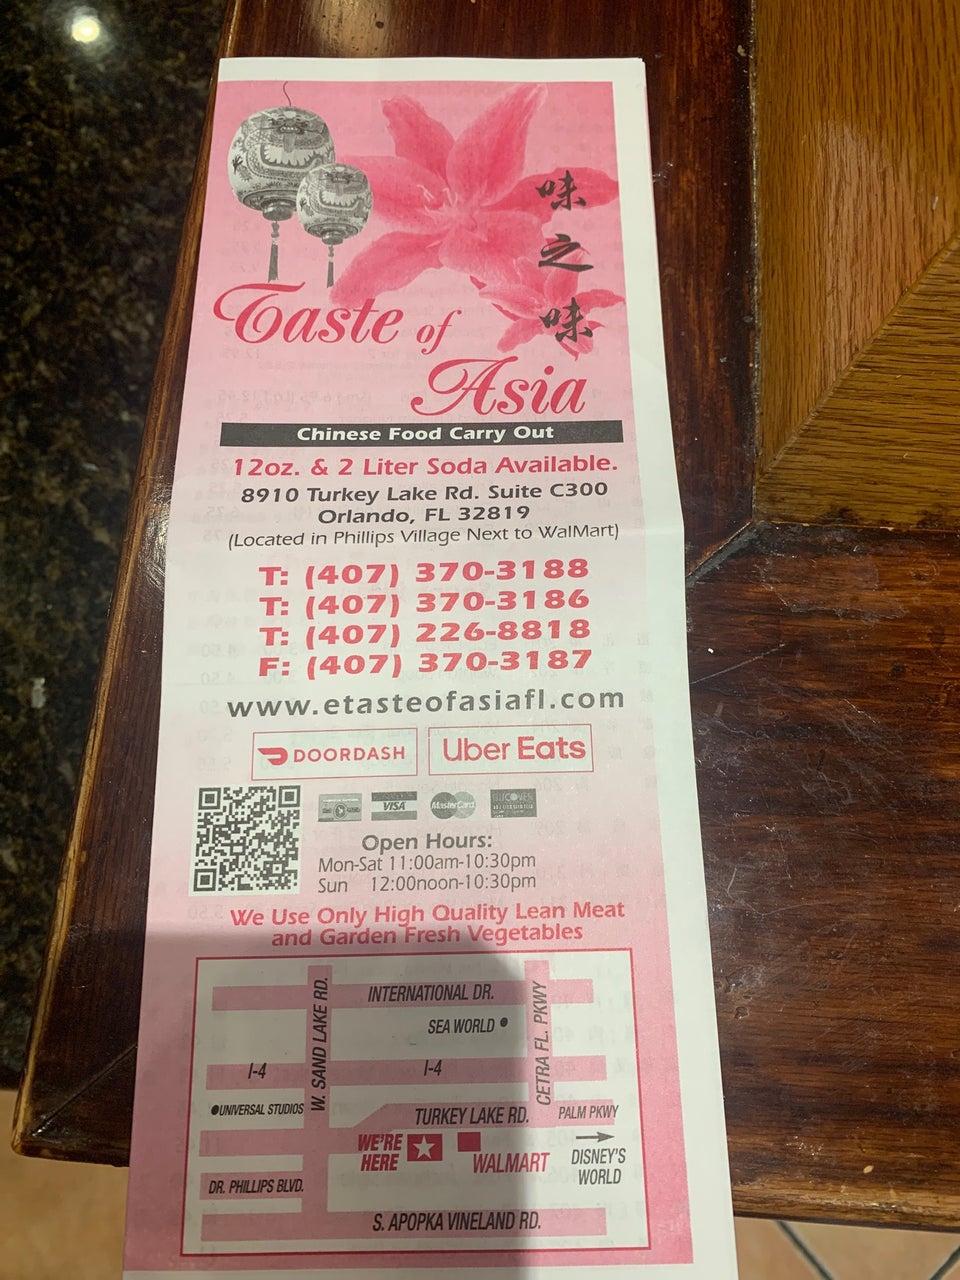 味之味
Taste of
Asia
Chinese Food Carry Out
12oz. & 2 Liter Soda Available.
8910 Turkey Lake Rd. Suite C300
Orlando, FL 32819
(Located in Phillips Village Next to WalMart)
T: (407) 370-3188
T: (407) 370-3186
T: (407) 226-8818
F: (407) 370-3187
www.etasteofasiafl.com
DOORDASH
Uber Eats
VISA
MasterCard
DISCOVER
Open Hours:
Mon-Sat 11:00am-10:30pm
Sun 12:00noon-10:30pm
We Use Only High Quality Lean Meat
and Garden Fresh Vegetables
INTERNATIONAL DR.
W. SAND LAKE RD.
CETRA FL. PKWY
SEA WORLD
I-4
I-4
UNIVERSAL STUDIOS
TURKEY LAKE RD.
PALM PKWY
WE'RE
HERE
WALMART
DISNEY'S
WORLD
DR. PHILLIPS BLVD.
S. APOPKA VINELAND RD.